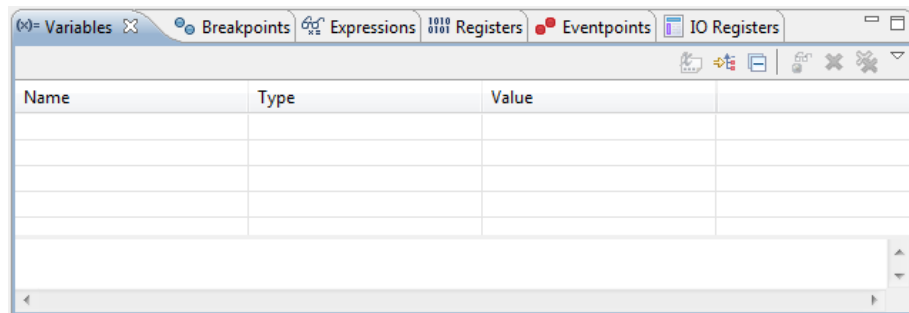 (x)= Variables Breakpoints Expressions 1010 0101 Registers Eventpoints IO Registers
Name Type Value